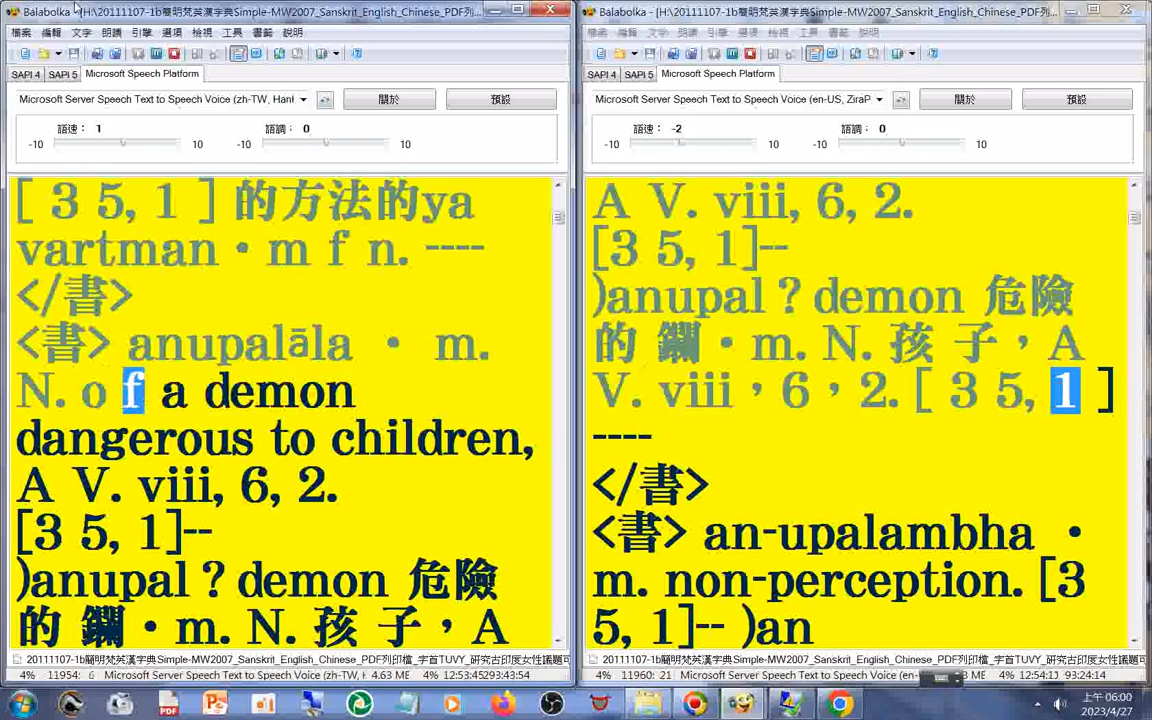 Balabolka - [H:\20111107-1b簡明梵英漢字典Simple-MW2007_Sanskrit_English_Chinese_PDF列...
檔案 編輯 文字 朗讀 引擎 選項 檢視 工具 書籤 說明
SAPI 4 SAPI 5 Microsoft Speech Platform
Microsoft Server Speech Text to Speech Voice (zh-TW, Hanl 關於 預設
語速： 1 語調： 0
-10 10 -10 10
[ 3 5, 1 ] 的方法的ya
vartman • m f n. ----
</書>
<書> anupalāla • m.
N. o f a demon
dangerous to children,
A V. viii, 6, 2.
[3 5, 1]--
)anupal？demon 危險
的 鑭•m. N. 孩 子，A
20111107-1b簡明梵英漢字典Simple-MW2007_Sanskrit_English_Chinese_PDF列印檔_字首TUVY_研究古印度女性議題可
4% 11954: 6 Microsoft Server Speech Text to Speech Voice (zh-TW, H 4.63 ME 4% 12:53:45293:43:54
Balabolka - [H:\20111107-1b簡明梵英漢字典Simple-MW2007_Sanskrit_English_Chinese_PDF列...
檔案 編輯 文字 朗讀 引擎 選項 檢視 工具 書籤 說明
SAPI 4 SAPI 5 Microsoft Speech Platform
Microsoft Server Speech Text to Speech Voice (en-US, ZiraP 關於 預設
語速： -2 語調： 0
-10 10 -10 10
A V. viii, 6, 2.
[3 5, 1]--
)anupal？demon 危險
的 鑭•m. N. 孩 子，A
V. viii，6，2. [ 3 5, 1 ]
----
</書>
<書> an-upalambha •
m. non-perception. [3
5, 1]-- )an
20111107-1b簡明梵英漢字典Simple-MW2007_Sanskrit_English_Chinese_PDF列印檔_字首TUVY_研究古印度女性議題可
4% 11960: 21 Microsoft Server Speech Text to Speech Voice (en-US, 4.63 ME 4% 12:54:1 93:24:14
上午 06:00
2023/4/27